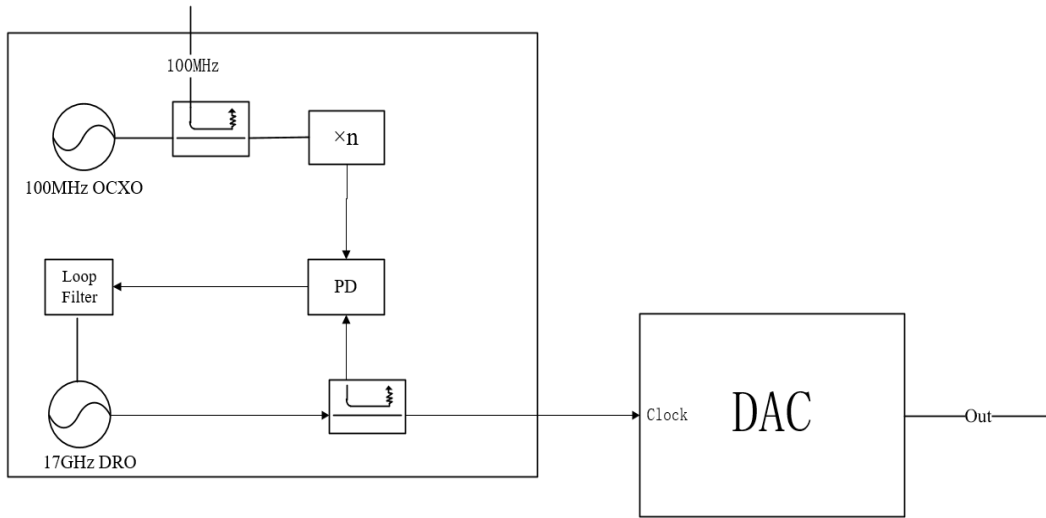 100MHz
×n
100MHz OCXO
Loop
Filter
PD
17GHz DRO
Clock
DAC
Out